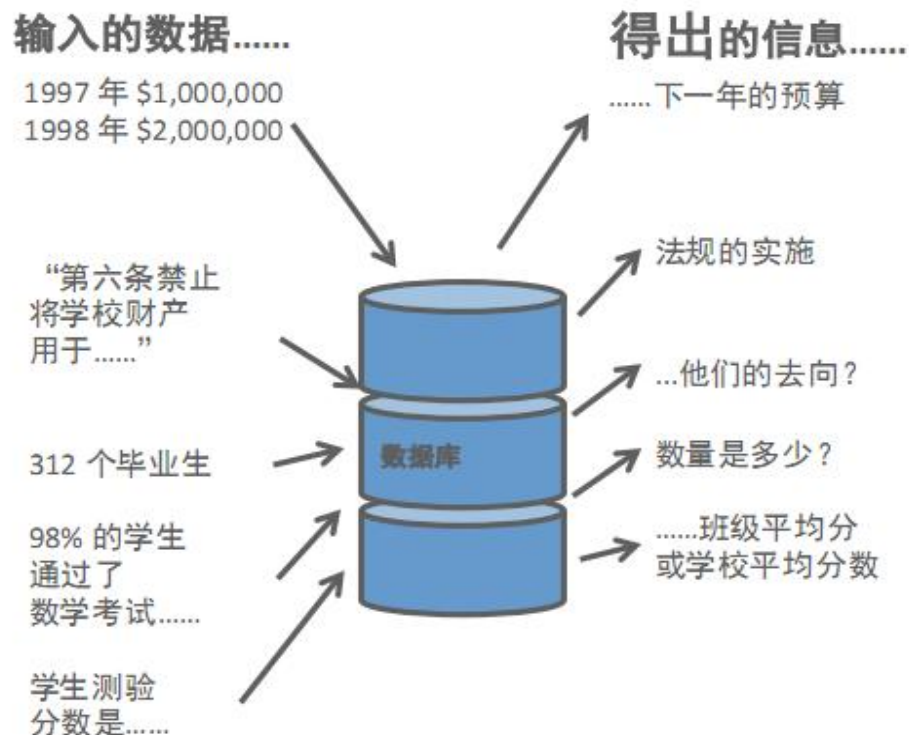 输入的数据……
1997 年 $1,000,000
1998 年 $2,000,000
“第六条禁止
将学校财产
用于……”
312 个毕业生
98% 的学生
通过了
数学考试……
学生测验
分数是……
数据库
得出的信息……
……下一年的预算
法规的实施
…他们的去向？
数量是多少？
……班级平均分
或学校平均分数